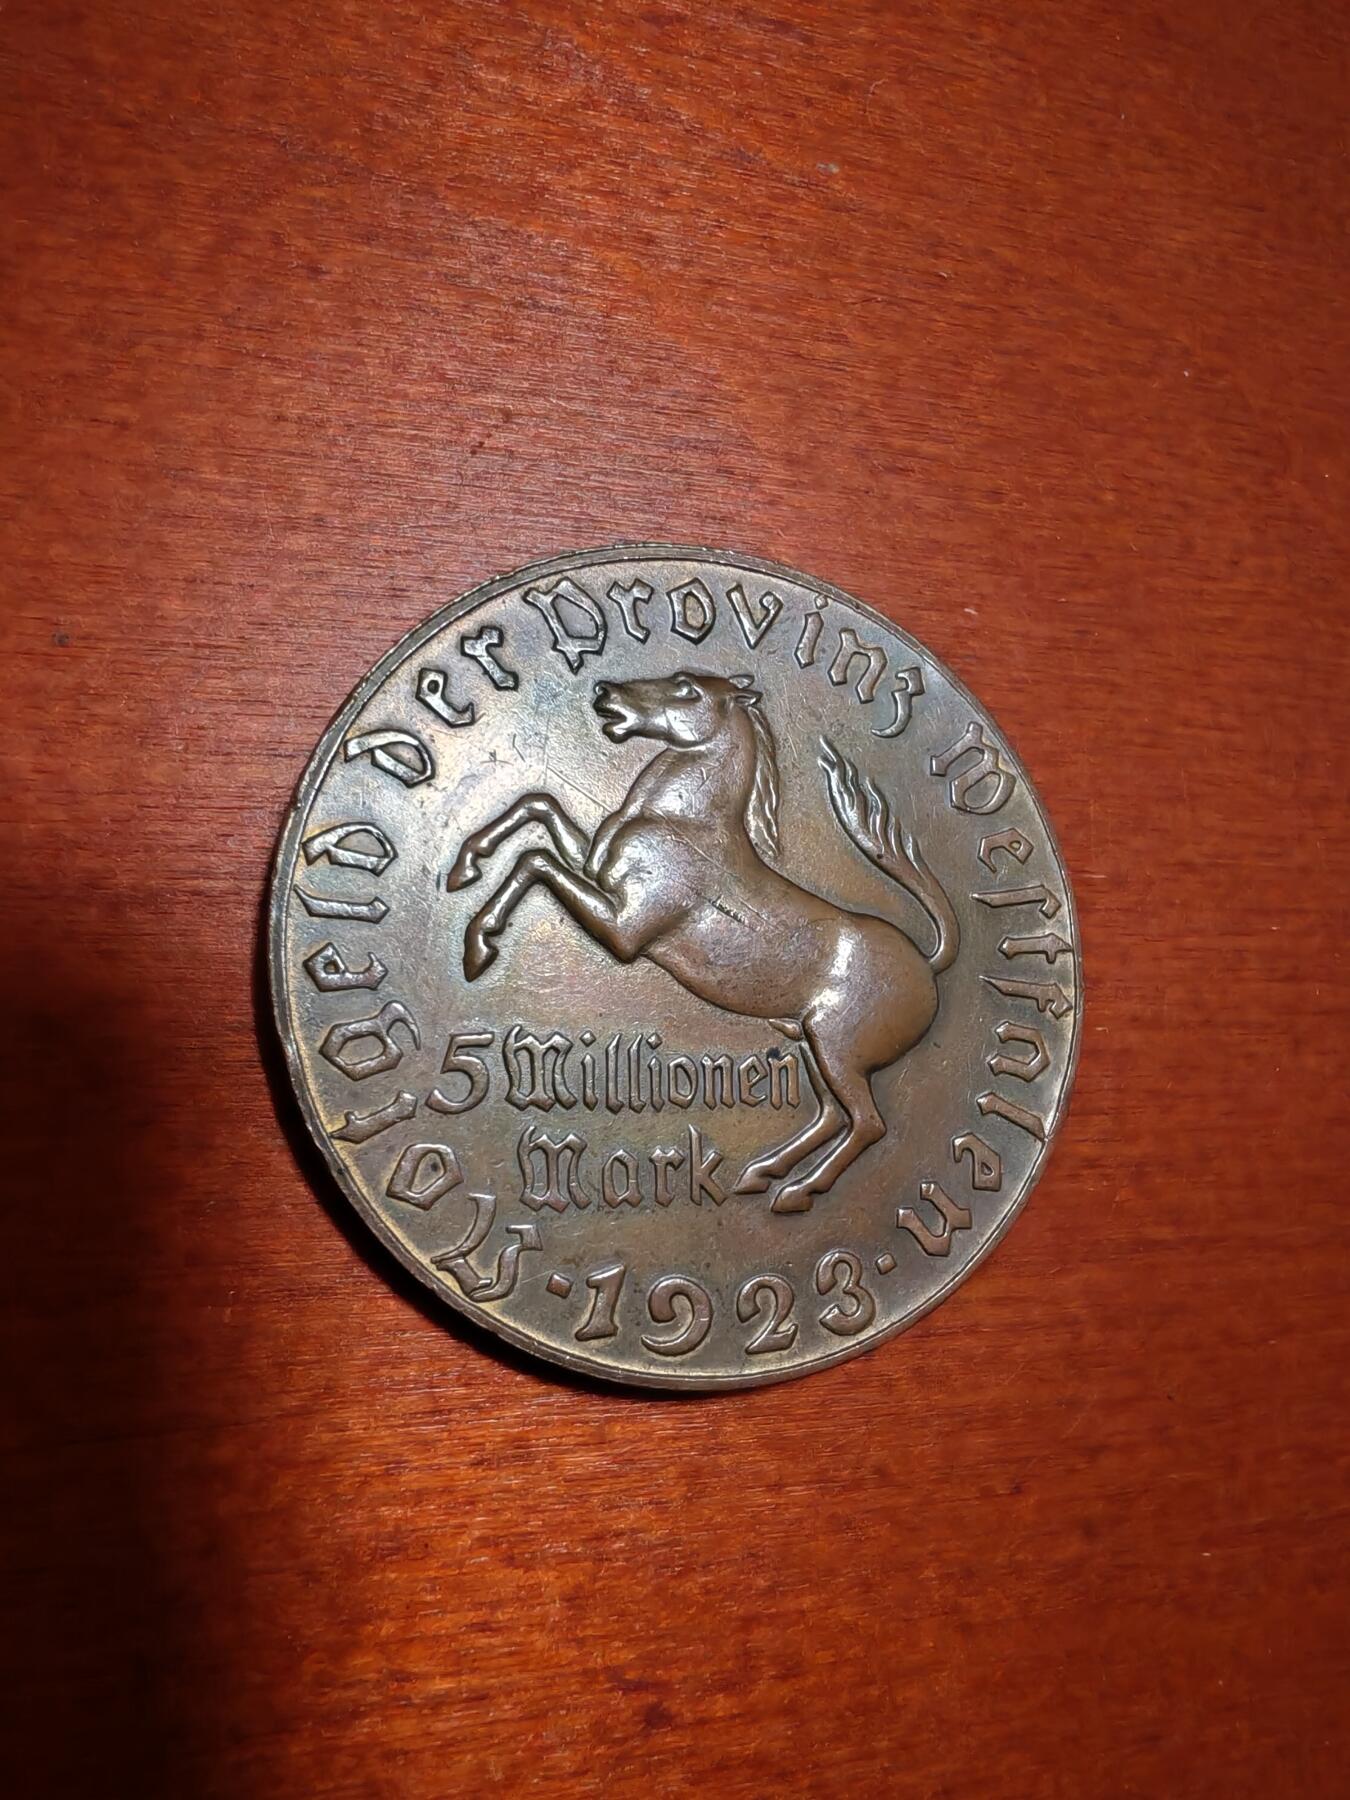 Notgeld der Provinz Westfalen
5 Millionen
Mark
·1923·